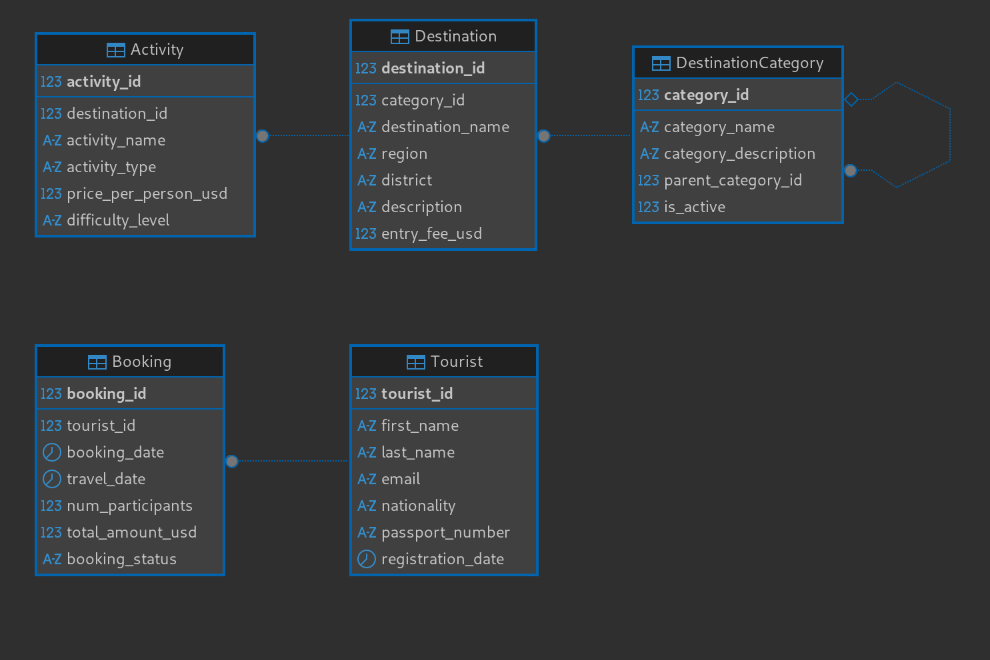 Activity
123 activity_id
123 destination_id
A-Z activity_name
A-Z activity_type
123 price_per_person_usd
A-Z difficulty_level
Destination
123 destination_id
123 category_id
A-Z destination_name
A-Z region
A-Z district
A-Z description
123 entry_fee_usd
DestinationCategory
123 category_id
A-Z category_name
A-Z category_description
123 parent_category_id
123 is_active
Booking
123 booking_id
123 tourist_id
booking_date
travel_date
123 num_participants
123 total_amount_usd
A-Z booking_status
Tourist
123 tourist_id
A-Z first_name
A-Z last_name
A-Z email
A-Z nationality
A-Z passport_number
registration_date